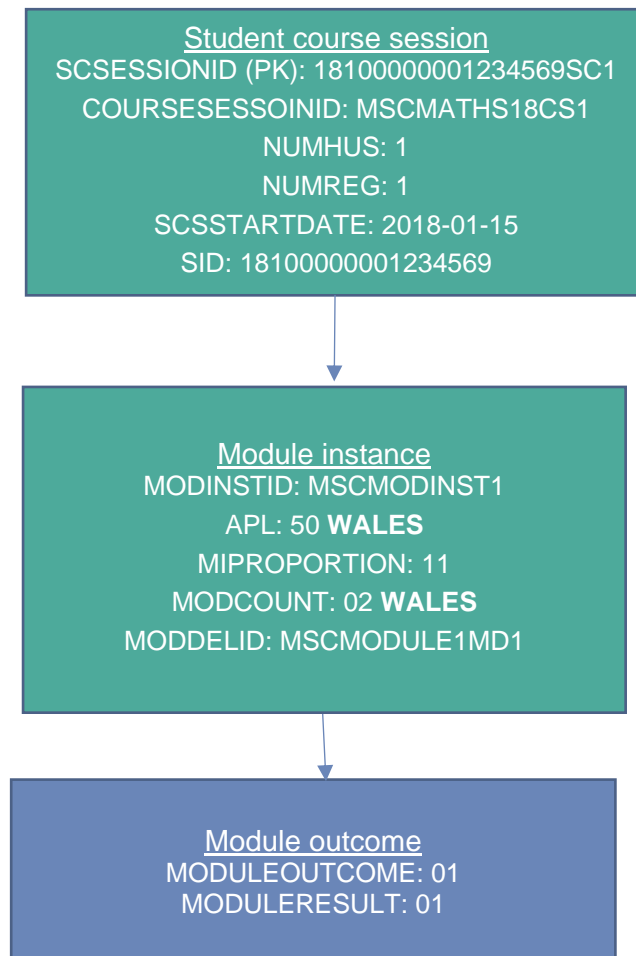 Student course session
SCSESSIONID (PK): 18100000001234569SC1
COURSESESSOINID: MSCMATHS18CS1
NUMHUS: 1
NUMREG: 1
SCSSTARTDATE: 2018-01-15
SID: 18100000001234569
Module instance
MODINSTID: MSCMODINST1
APL: 50 WALES
MIPROPORTION: 11
MODCOUNT: 02 WALES
MODDELID: MSCMODULE1MD1
Module outcome
MODULEOUTCOME: 01
MODULERESULT: 01